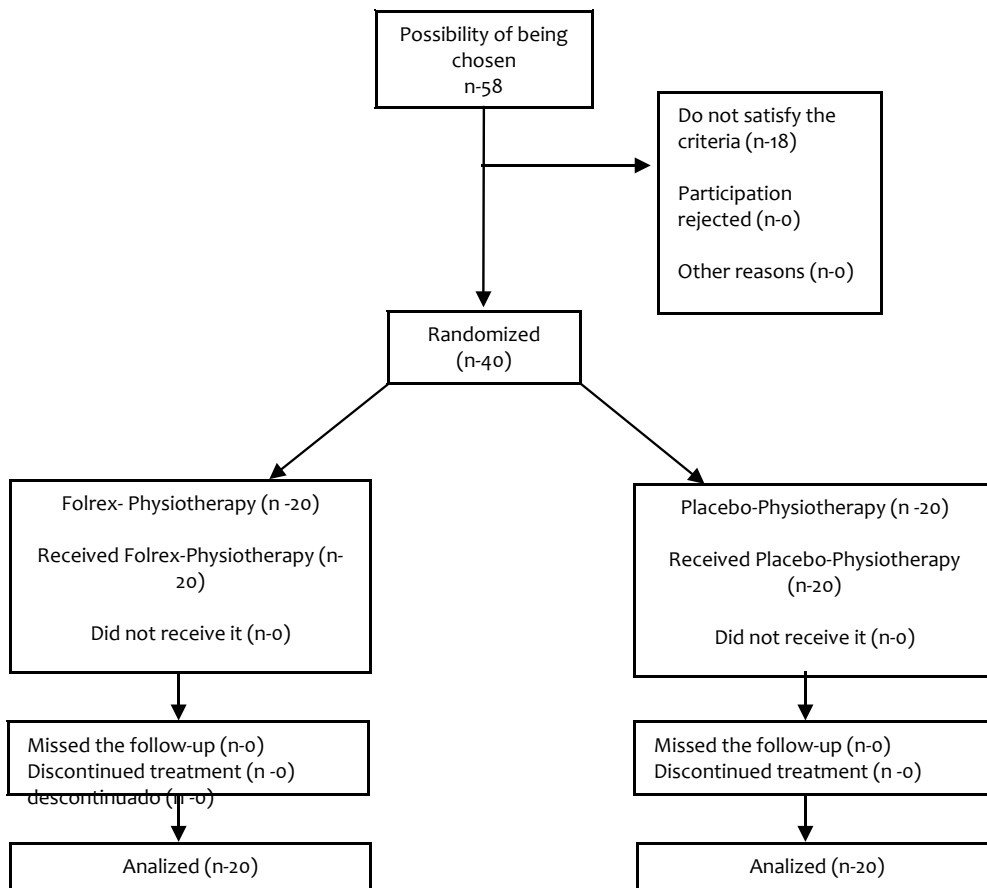 Possibility of being
chosen
n-58
Do not satisfy the
criteria (n-18)
Participation
rejected (n-0)
Other reasons (n-0)
Randomized
(n-40)
Folrex- Physiotherapy (n -20)
Received Folrex-Physiotherapy (n-
20)
Did not receive it (n-0)
Placebo-Physiotherapy (n -20)
Received Placebo-Physiotherapy
(n-20)
Did not receive it (n-0)
Missed the follow-up (n-0)
Discontinued treatment (n -0)
descontinuado (n -0)
Missed the follow-up (n-0)
Discontinued treatment (n -0)
Analized (n-20)
Analized (n-20)